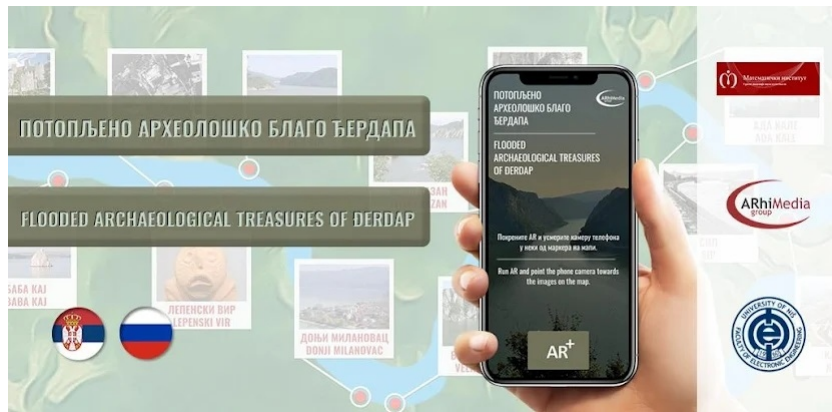 ПОТОПЉЕНО АРХЕОЛОШКО БЛАГО ЂЕРДАПА
FLOODED ARCHAEOLOGICAL TREASURES OF ĐERDAP
ПОТОПЉЕНО
АРХЕОЛОШКО БЛАГО
ЂЕРДАПА
ARhiMedia
FLOODED
ARCHAEOLOGICAL TREASURES
OF ĐERDAP
Покрените AR и усмерите камеру телефона
у неки од маркера на мапи.
Run AR and point the phone camera towards
the images on the map.
AR+
БАБА КАЈ
BABA KAJ
ЛЕПЕНСКИ ВИР
LEPENSKI VIR
ДОЊИ МИЛАНОВАЦ
DONJI MILANOVAC
АДА КАЛЕ
ADA KALE
Математички институт
ARhiMedia
group
UNIVERSITY OF NIŠ
FACULTY OF ELECTRONIC ENGINEERING